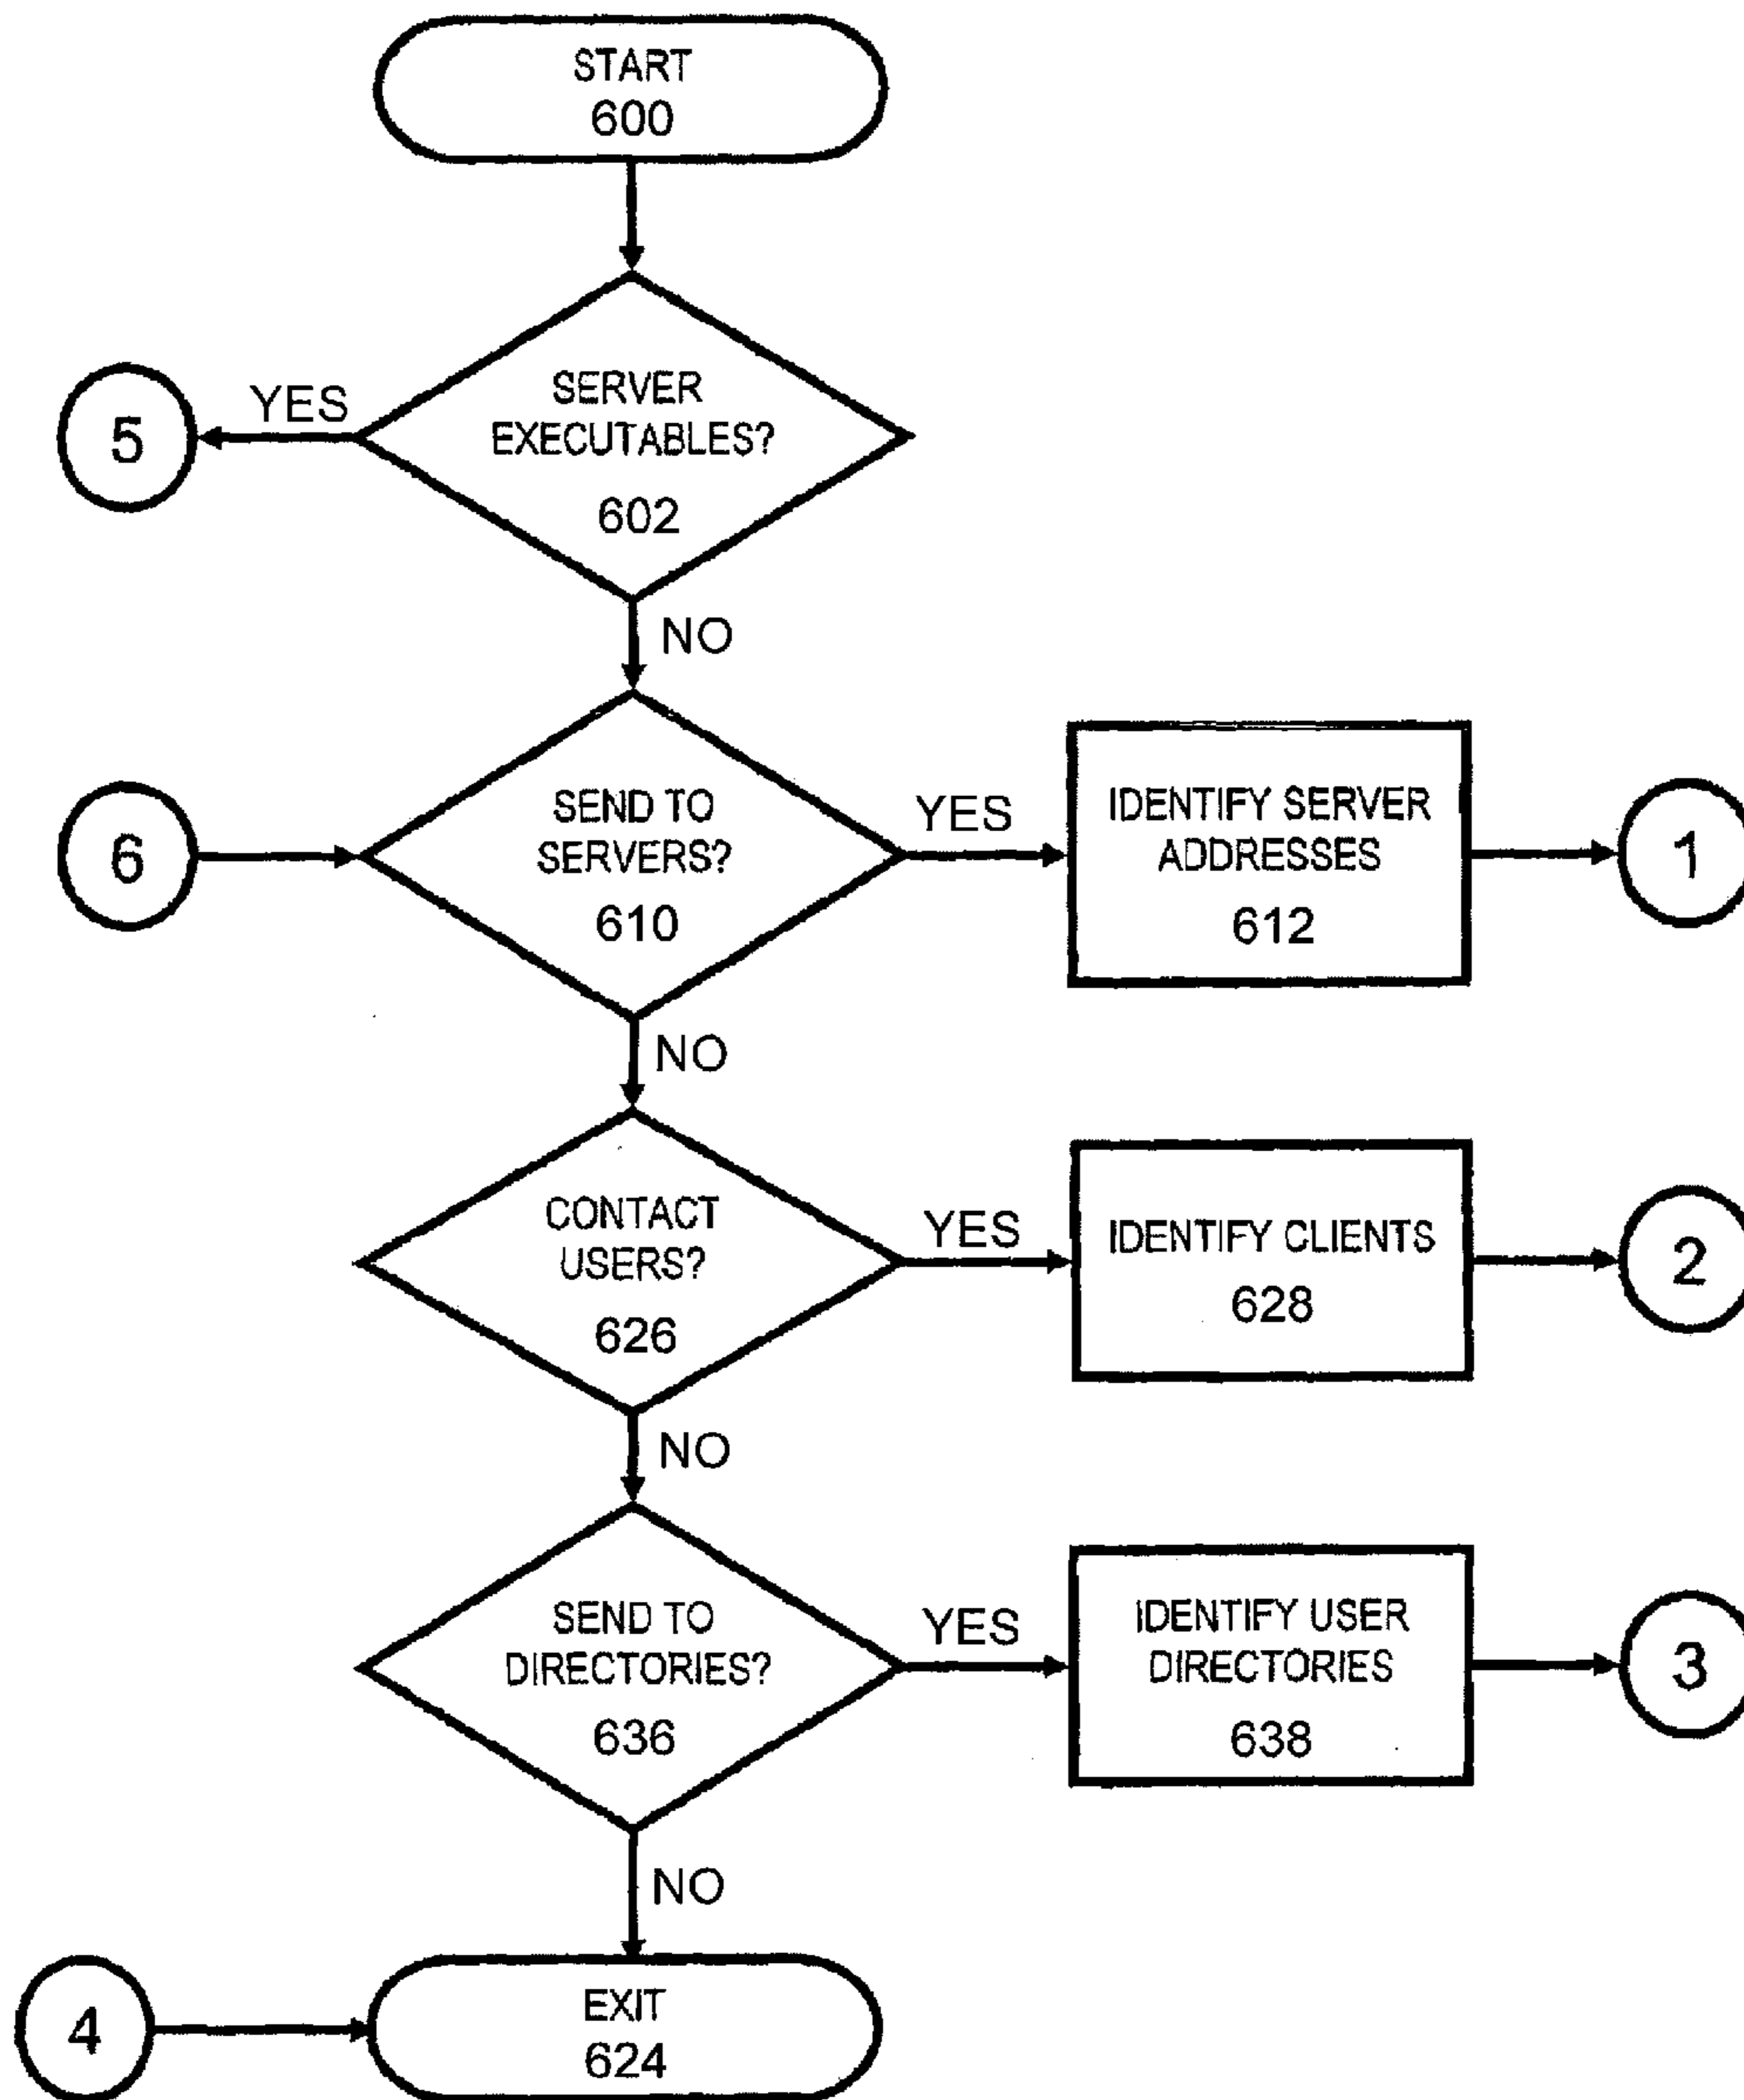 START
600
SERVER
EXECUTABLES?
602
YES
5
NO
SEND TO
SERVERS?
610
6
YES
IDENTIFY SERVER
ADDRESSES
612
1
NO
CONTACT
USERS?
626
YES
IDENTIFY CLIENTS
628
2
NO
SEND TO
DIRECTORIES?
636
YES
IDENTIFY USER
DIRECTORIES
638
3
NO
4
EXIT
624